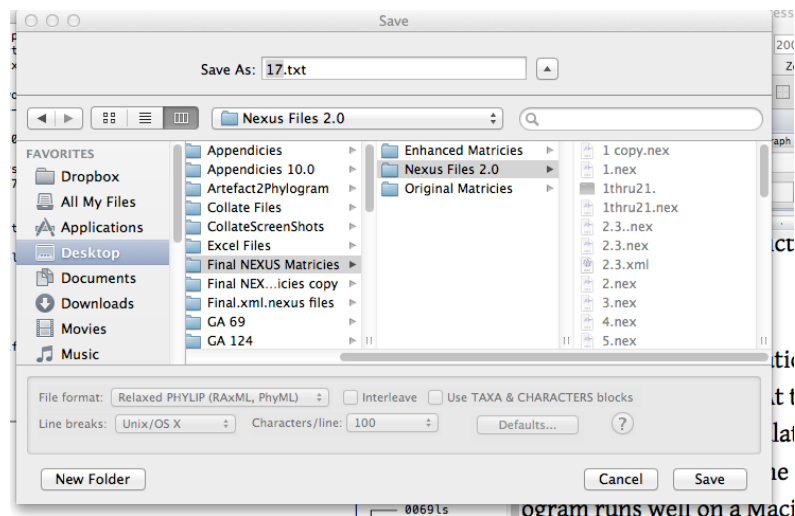 Save
Save As: 17.txt
Nexus Files 2.0
FAVORITES
Dropbox
All My Files
Applications
Desktop
Documents
Downloads
Movies
Music
Appendicies
Appendicies 10.0
Artefact2Phylogram
Collate Files
CollateScreenShots
Excel Files
Final NEXUS Matricies
Final NEX...icies copy
Final.xml.nexus files
GA 69
GA 124
Enhanced Matricies
Nexus Files 2.0
Original Matricies
1 copy.nex
1.nex
1thru21.
1thru21.nex
2.3..nex
2.3.nex
2.3.xml
2.nex
3.nex
4.nex
5.nex
File format: Relaxed PHYLIP (RAxML, PhyML) Interleave Use TAXA & CHARACTERS blocks
Line breaks: Unix/OS X Characters/line: 100 Defaults... ?
New Folder Cancel Save
0069ls
ogram runs well on a Maci